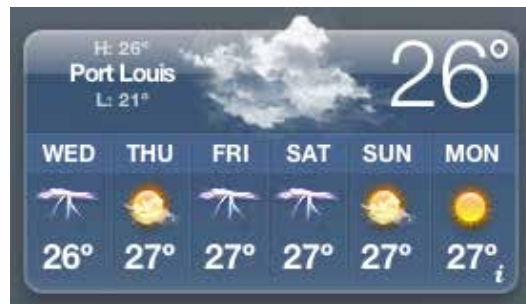 H: 26°
Port Louis
L: 21°
26°
WED THU FRI SAT SUN MON
26° 27° 27° 27° 27° 27°
i